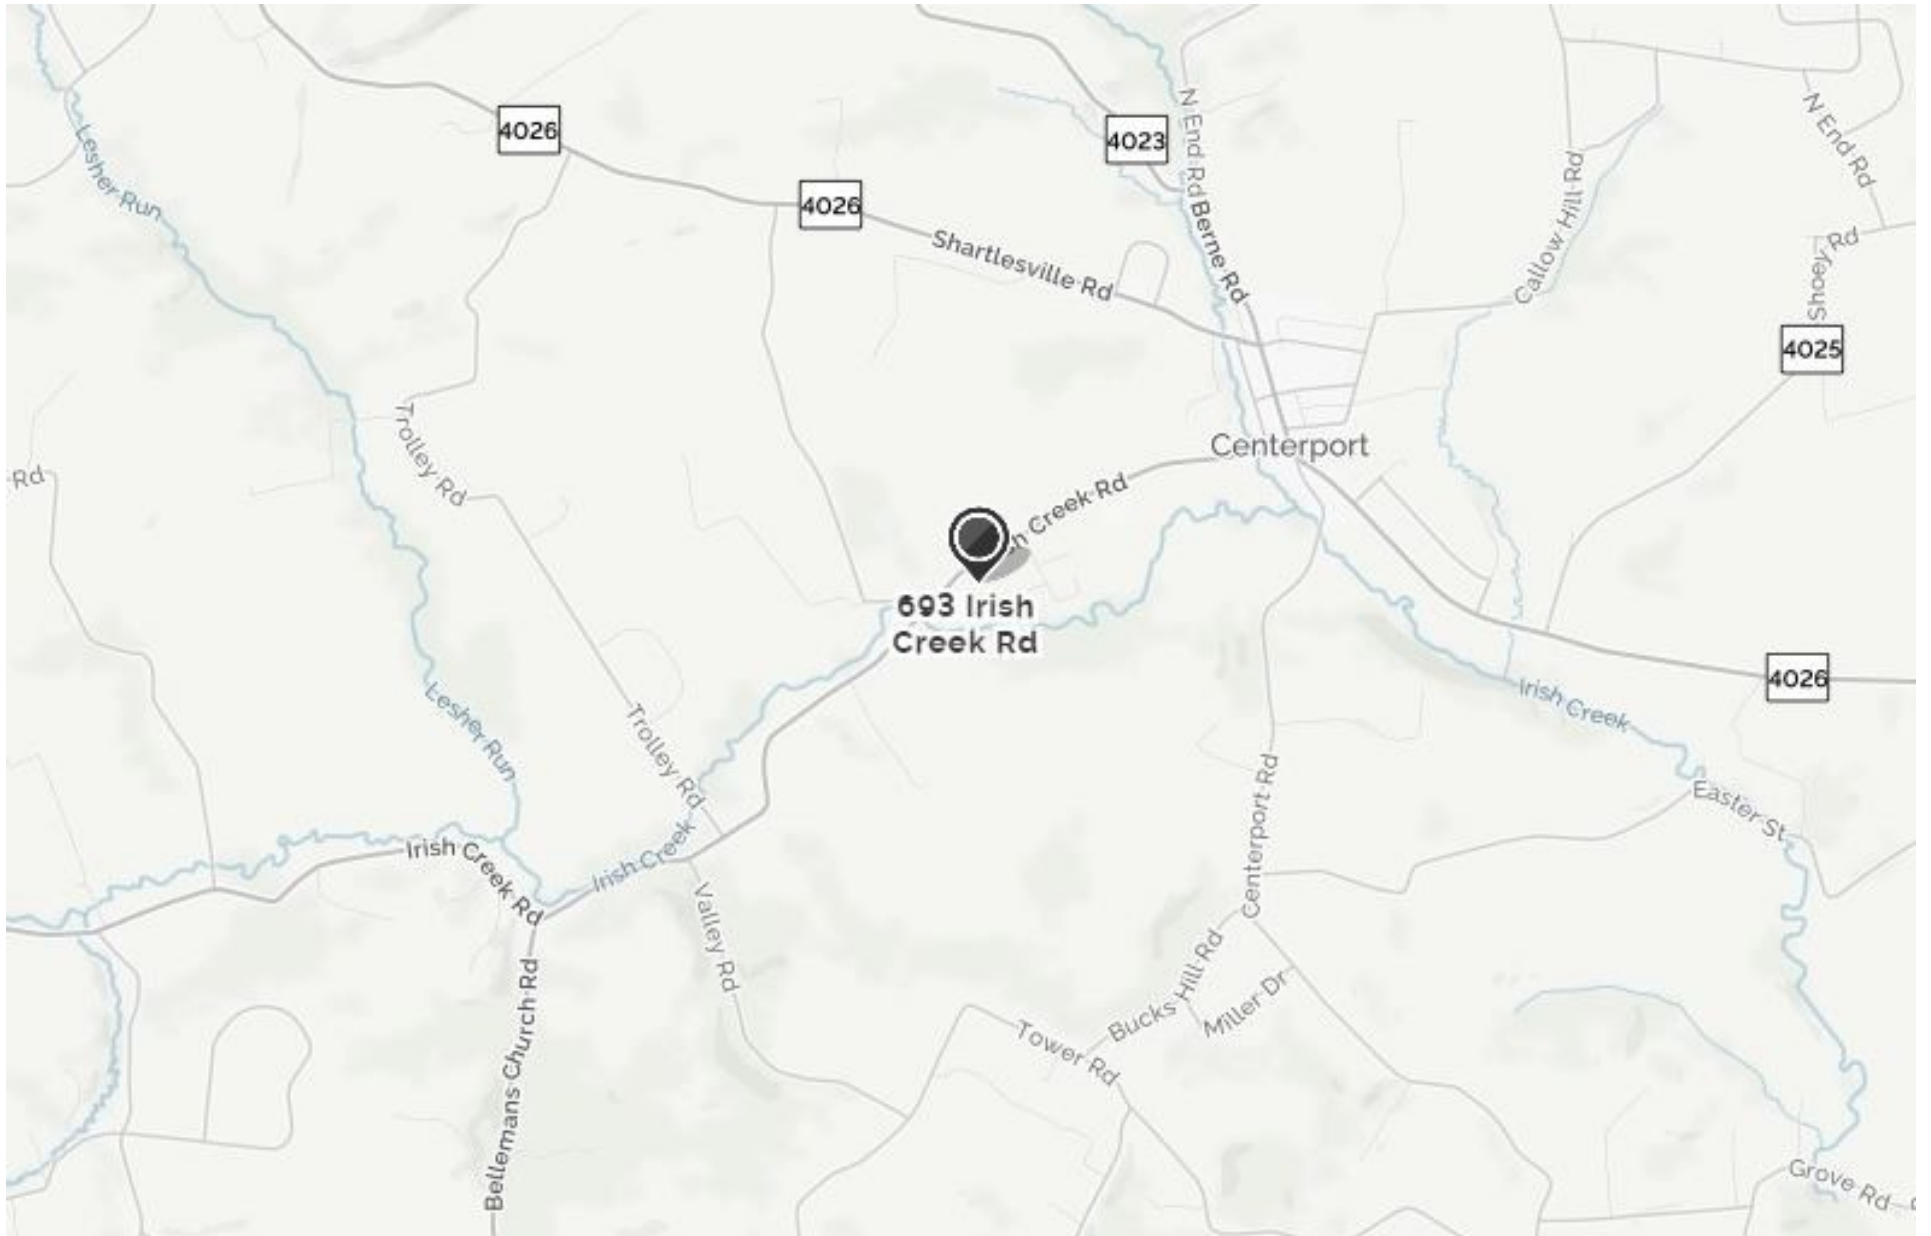 4026
4023
N End Rd
N End Rd
Lesher Run
Callow Hill Rd
4026
Berne Rd
Shartlesville Rd
Shoey Rd
4025
Trolley Rd
Centerport
Rd
Creek Rd
693 Irish
Creek Rd
4026
Lesher Run
Irish Creek
Trolley Rd
Centerport Rd
Easter St
Irish Creek Rd
Irish Creek
Valley Rd
Bucks Hill Rd
Miller Dr
Bellemans Church Rd
Tower Rd
Grove Rd